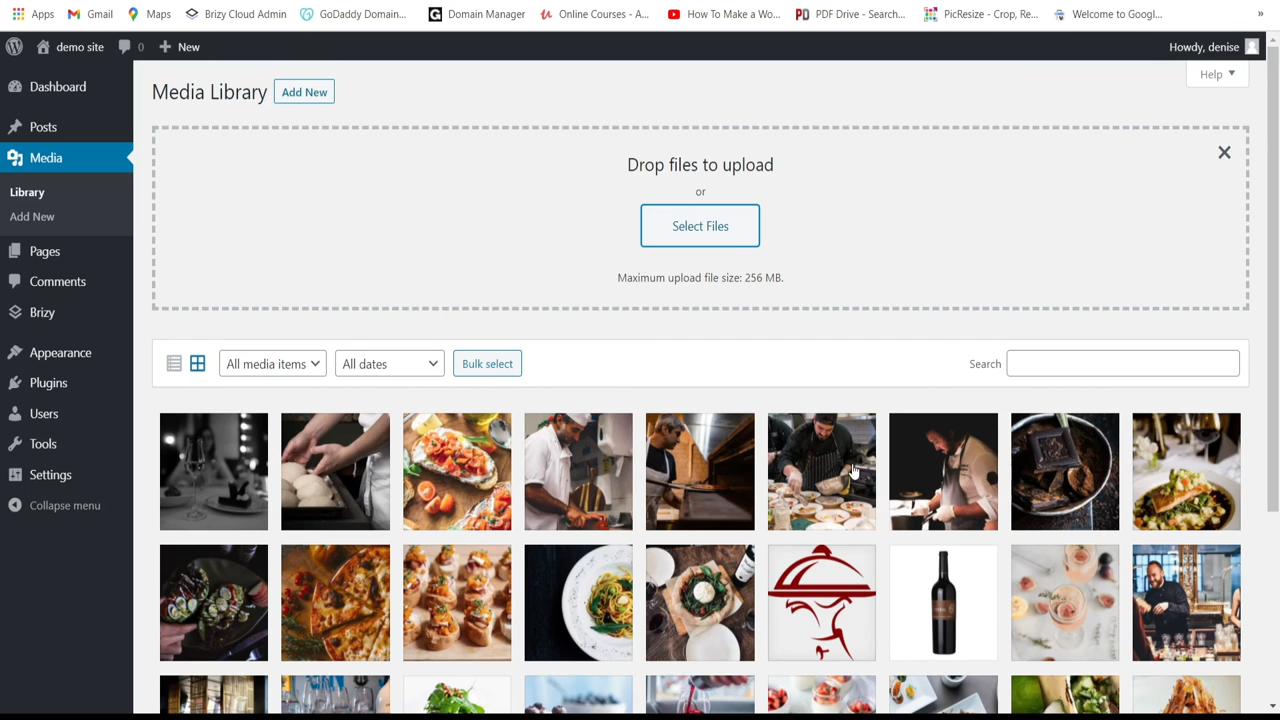 Apps Gmail Maps Brizy Cloud Admin GoDaddy Domain... Domain Manager Online Courses - A... How To Make a Wo... PDF Drive - Search... PicResize - Crop, Re... Welcome to Googl... »
demo site 0 New Howdy, denise
Help
Dashboard
Posts
Media
Library
Add New
Pages
Comments
Brizy
Appearance
Plugins
Users
Tools
Settings
Collapse menu
Media Library Add New
Drop files to upload
or
Select Files
Maximum upload file size: 256 MB.
All media items All dates Bulk select Search